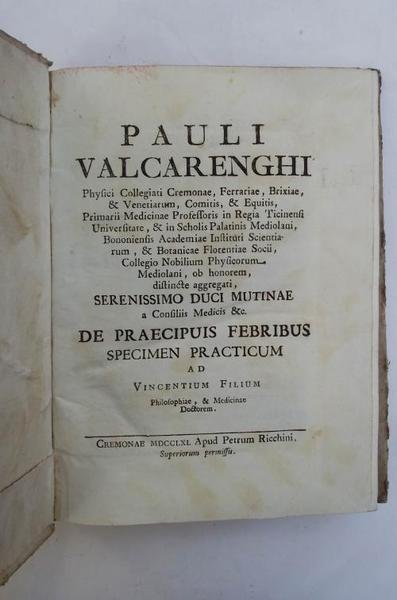 PAULI
VALCARENGHI
Physici Collegiati Cremonae, Ferrariae, Brixiae,
& Venetiarum, Comitis, & Equitis,
Primarii Medicinae Professoris in Regia Ticinensi
Universitate, & in Scholis Palatinis Mediolani,
Bononiensis Academiae Instituti Scientia-
rum, & Botanicae Florentiae Socii,
Collegio Nobilium Physicorum
Mediolani, ob honorem,
distincte aggregati,
SERENISSIMO DUCI MUTINAE
a Consiliis Medicis &c.
DE PRAECIPUIS FEBRIBUS
SPECIMEN PRACTICUM
AD
VINCENTIUM FILIUM
Philosophiae, & Medicinae
Doctorem.
CREMONAE MDCCLXI. Apud Petrum Ricchini.
Superiorum permissu.